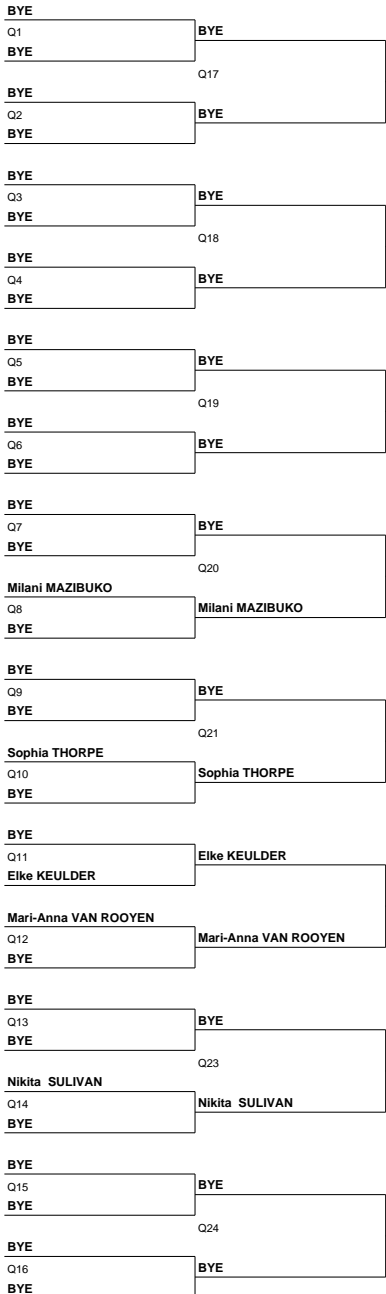 BYE
Q1 BYE
BYE
Q17
BYE
Q2 BYE
BYE
BYE
Q3 BYE
BYE
Q18
BYE
Q4 BYE
BYE
BYE
Q5 BYE
BYE
Q19
BYE
Q6 BYE
BYE
BYE
Q7 BYE
BYE
Q20
Milani MAZIBUKO
Q8 Milani MAZIBUKO
BYE
BYE
Q9 BYE
BYE
Q21
Sophia THORPE
Q10 Sophia THORPE
BYE
BYE
Q11 Elke KEULDER
Elke KEULDER
Mari-Anna VAN ROOYEN
Q12 Mari-Anna VAN ROOYEN
BYE
BYE
Q13 BYE
BYE
Q23
Nikita SULIVAN
Q14 Nikita SULIVAN
BYE
BYE
Q15 BYE
BYE
Q24
BYE
Q16 BYE
BYE